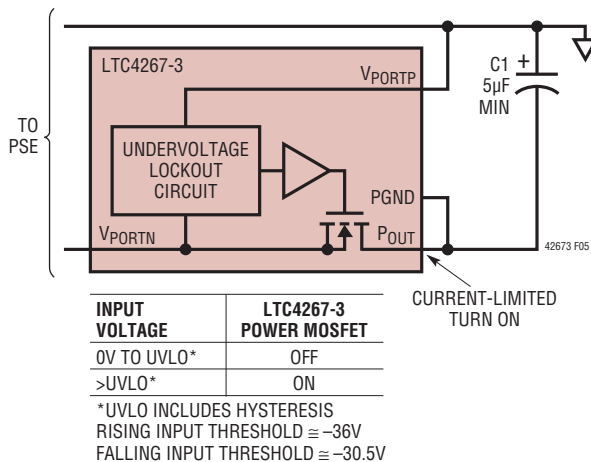 LTC4267-3
VPORTP
C1
5µF
MIN
+
TO
PSE
UNDERVOLTAGE
LOCKOUT
CIRCUIT
PGND
VPORTN
POUT
42673 F05
CURRENT-LIMITED
TURN ON
INPUT VOLTAGE LTC4267-3 POWER MOSFET
0V TO UVLO* OFF
>UVLO* ON
*UVLO INCLUDES HYSTERESIS
RISING INPUT THRESHOLD ≅ –36V
FALLING INPUT THRESHOLD ≅ –30.5V